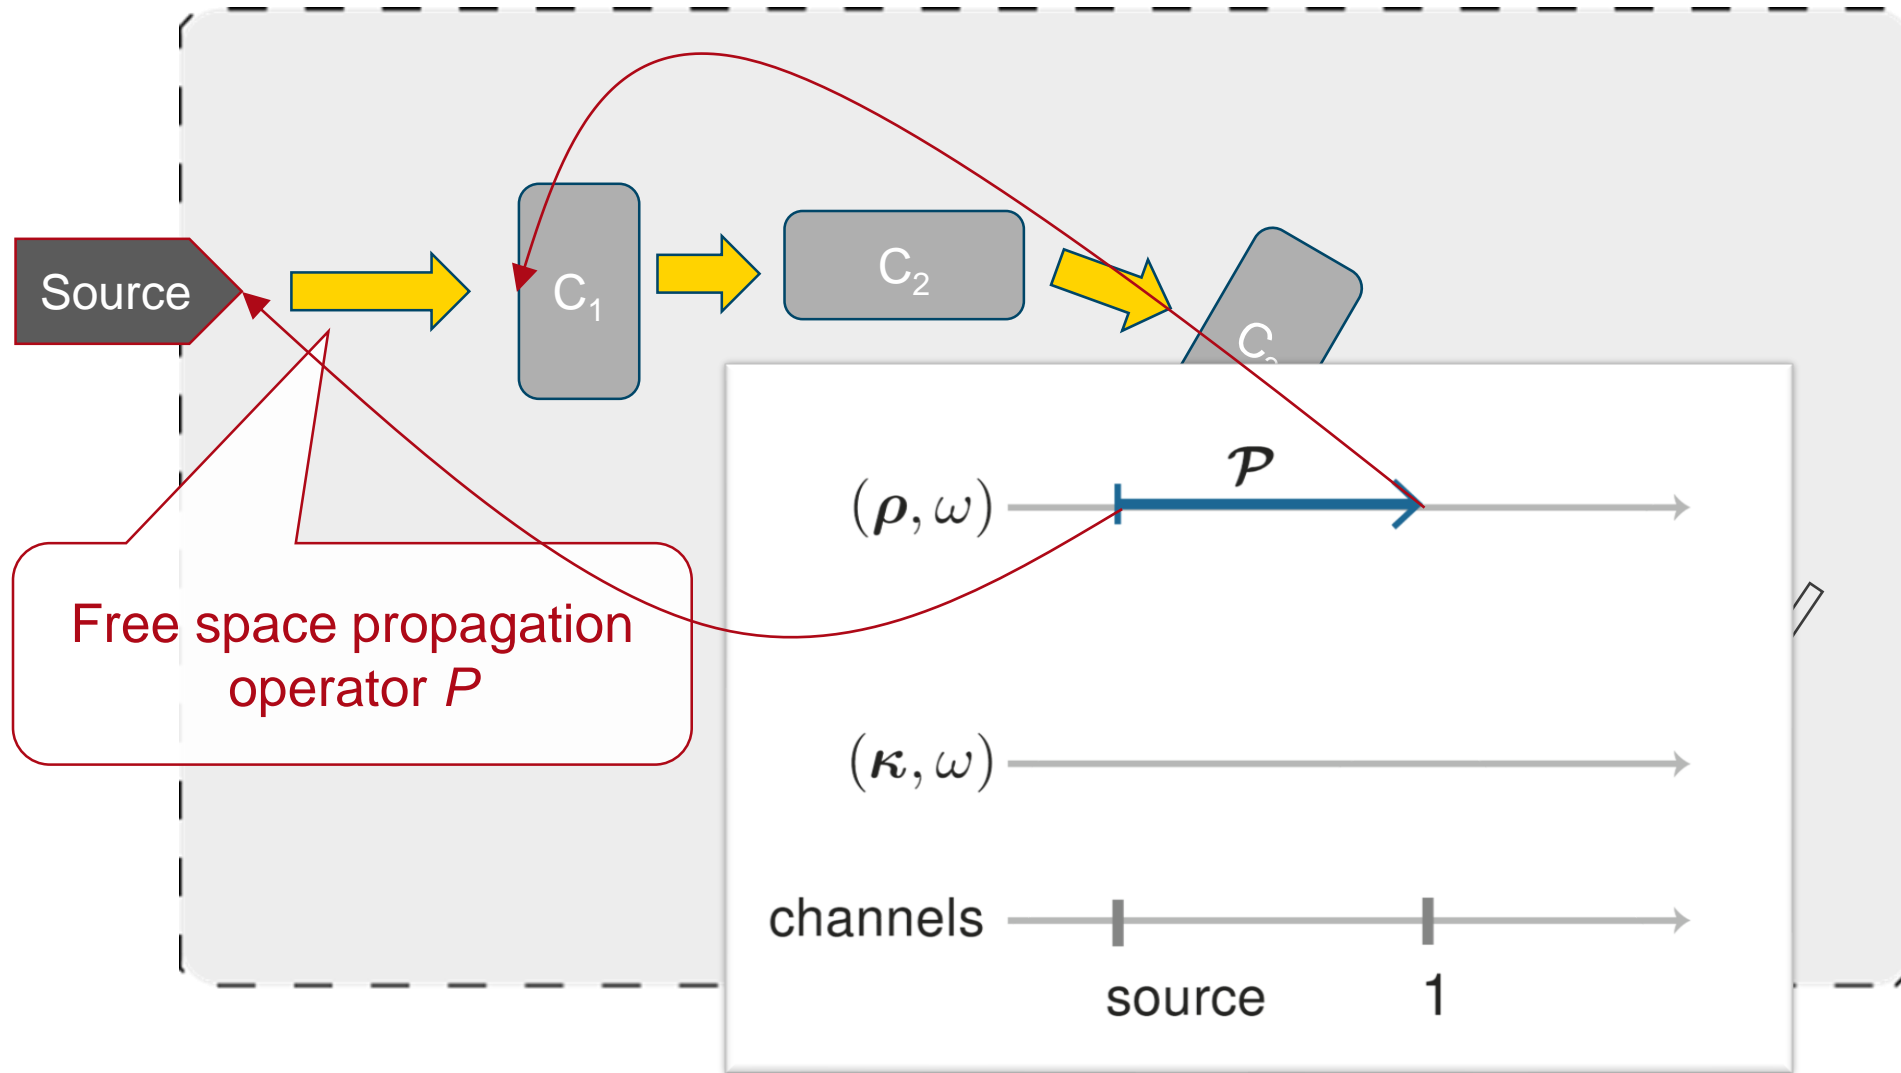 Source
C₁
C₂
𝒫
(ρ, ω)
Free space propagation
operator P
(κ, ω)
channels
source 1